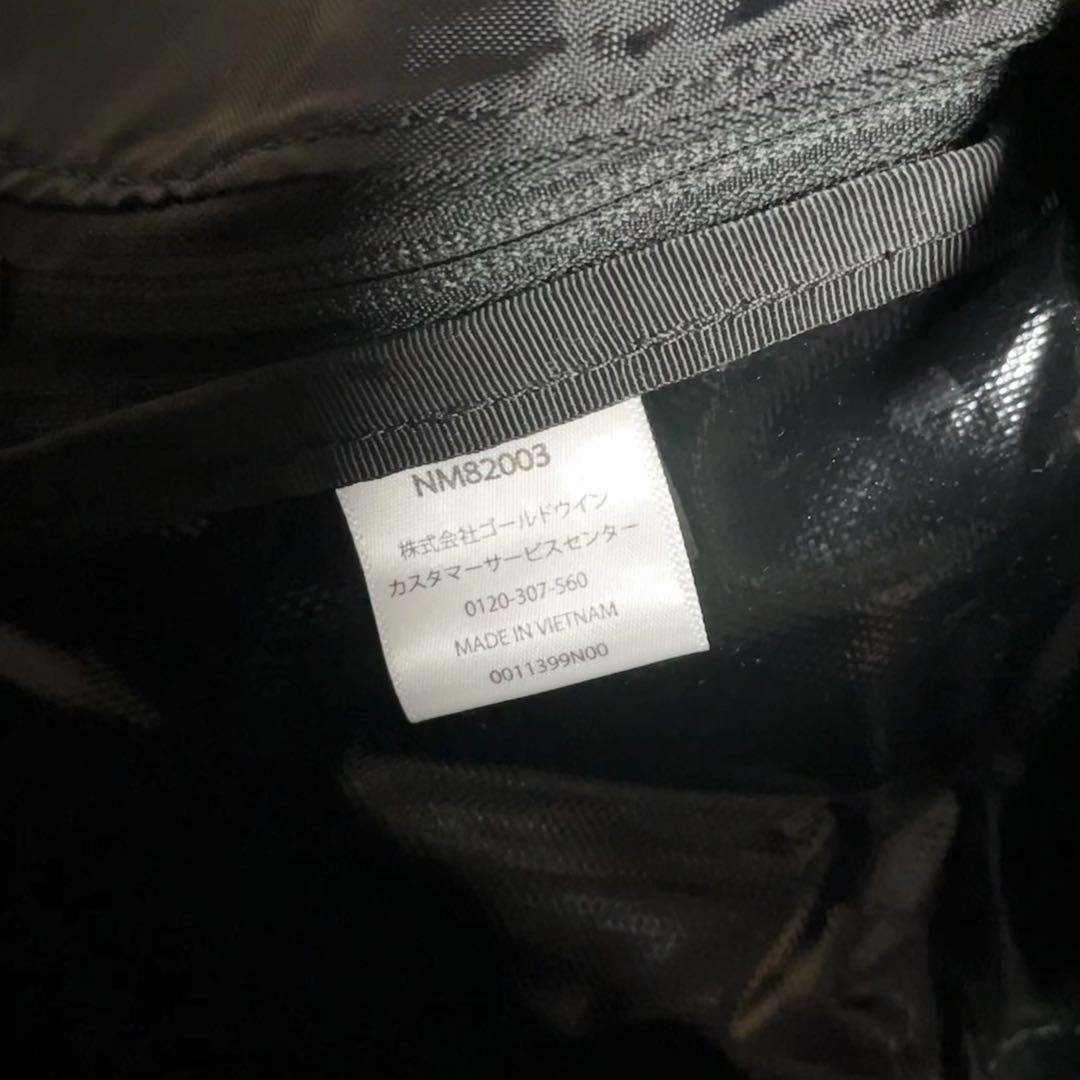 NM82003
株式会社ゴールドウイン
カスタマーサービスセンター
0120-307-560
MADE IN VIETNAM
0011399N00